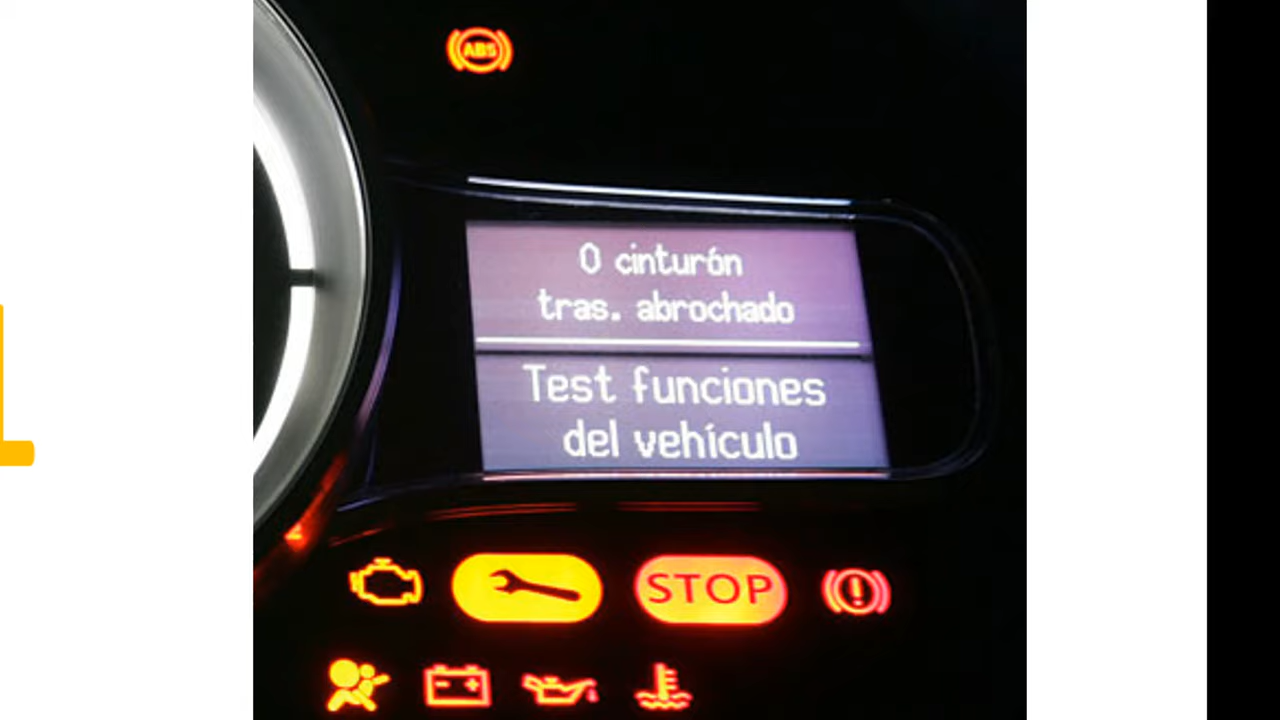 ABS
0 cinturón
tras. abrochado
Test funciones
del vehículo
STOP